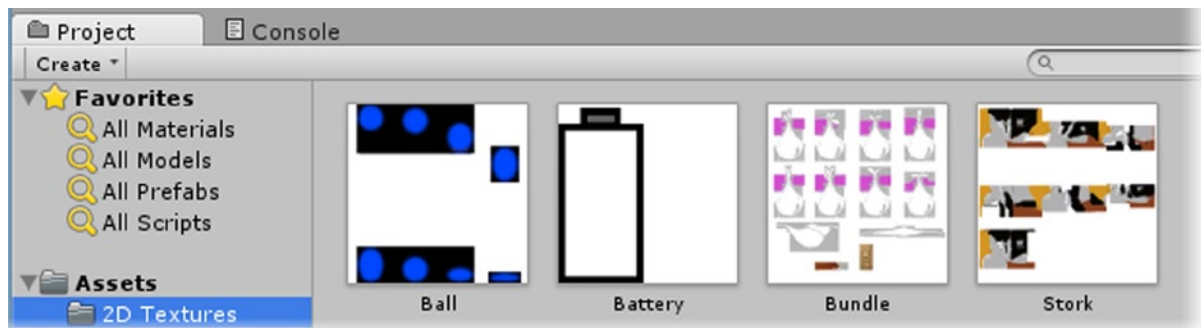 Project
Console
Create
Favorites
All Materials
All Models
All Prefabs
All Scripts
Assets
2D Textures
Ball
Battery
Bundle
Stork